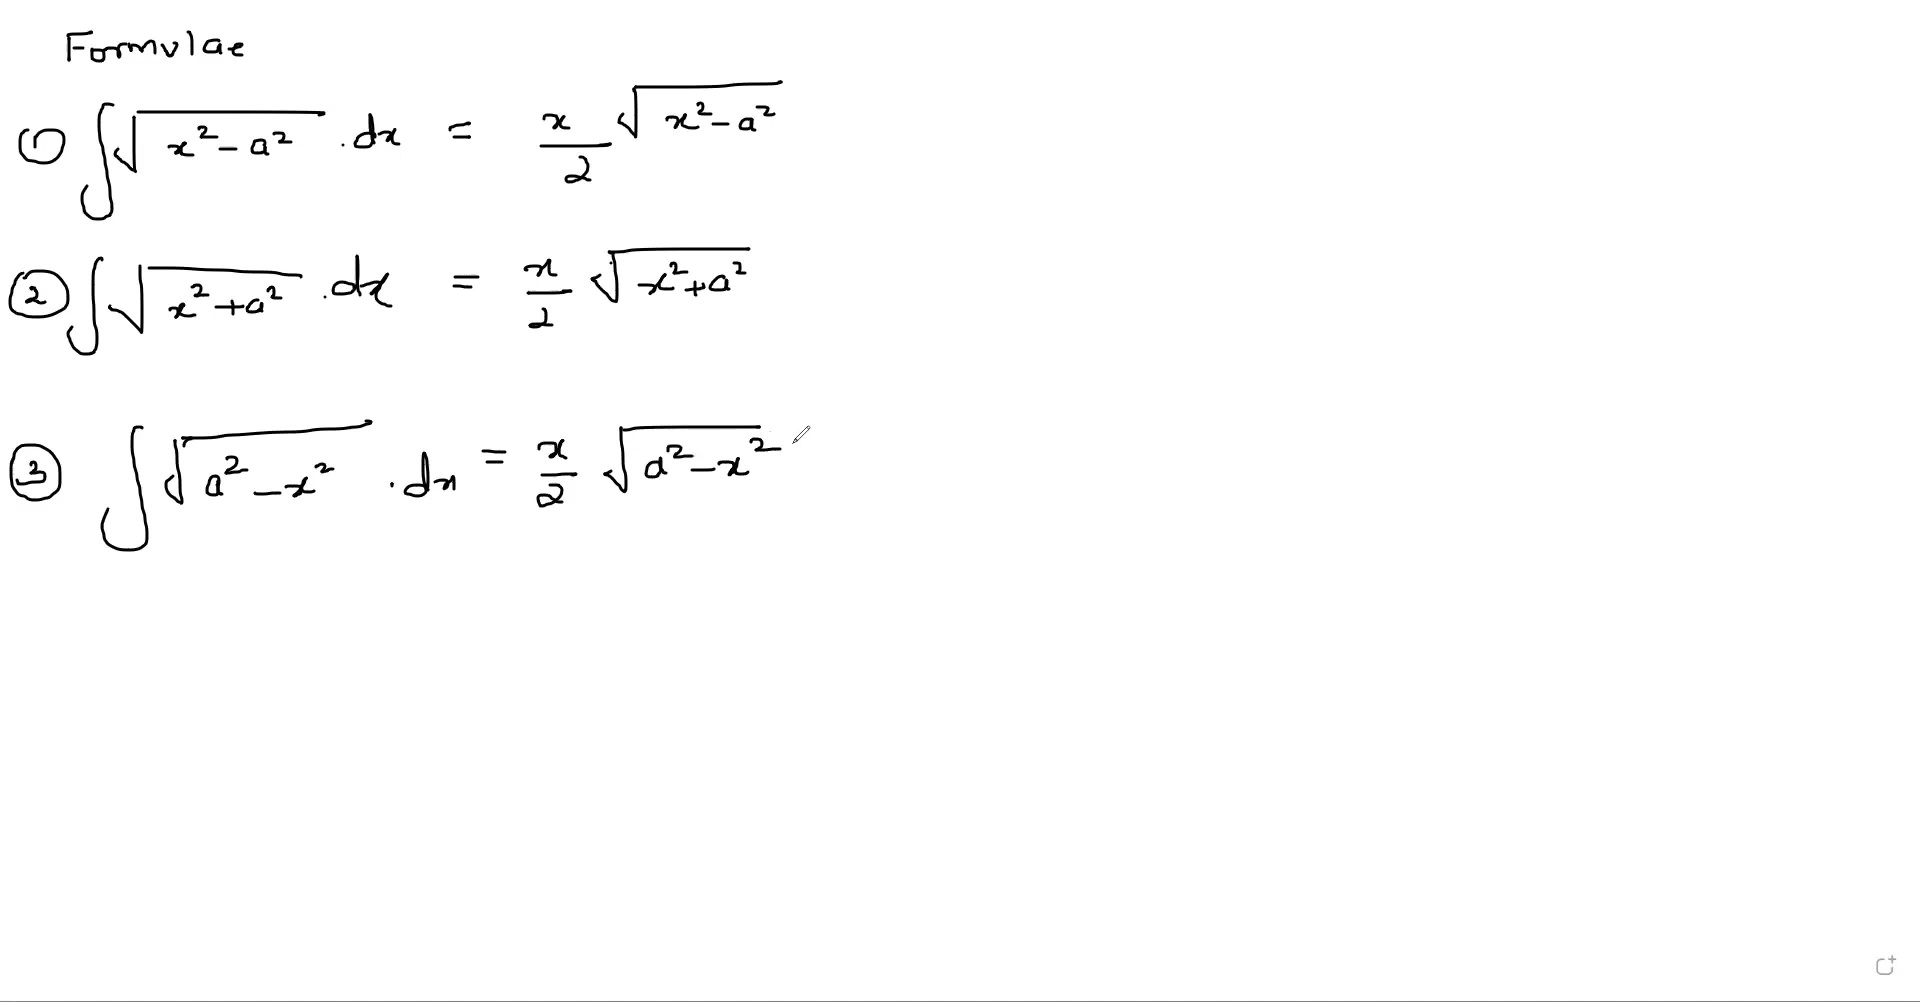 Formulae
① ∫√(x² - a²) . dx = x/2 √(x² - a²)
② ∫√(x² + a²) . dx = x/2 √(x² + a²)
③ ∫√(a² - x²) . dx = x/2 √(a² - x²)